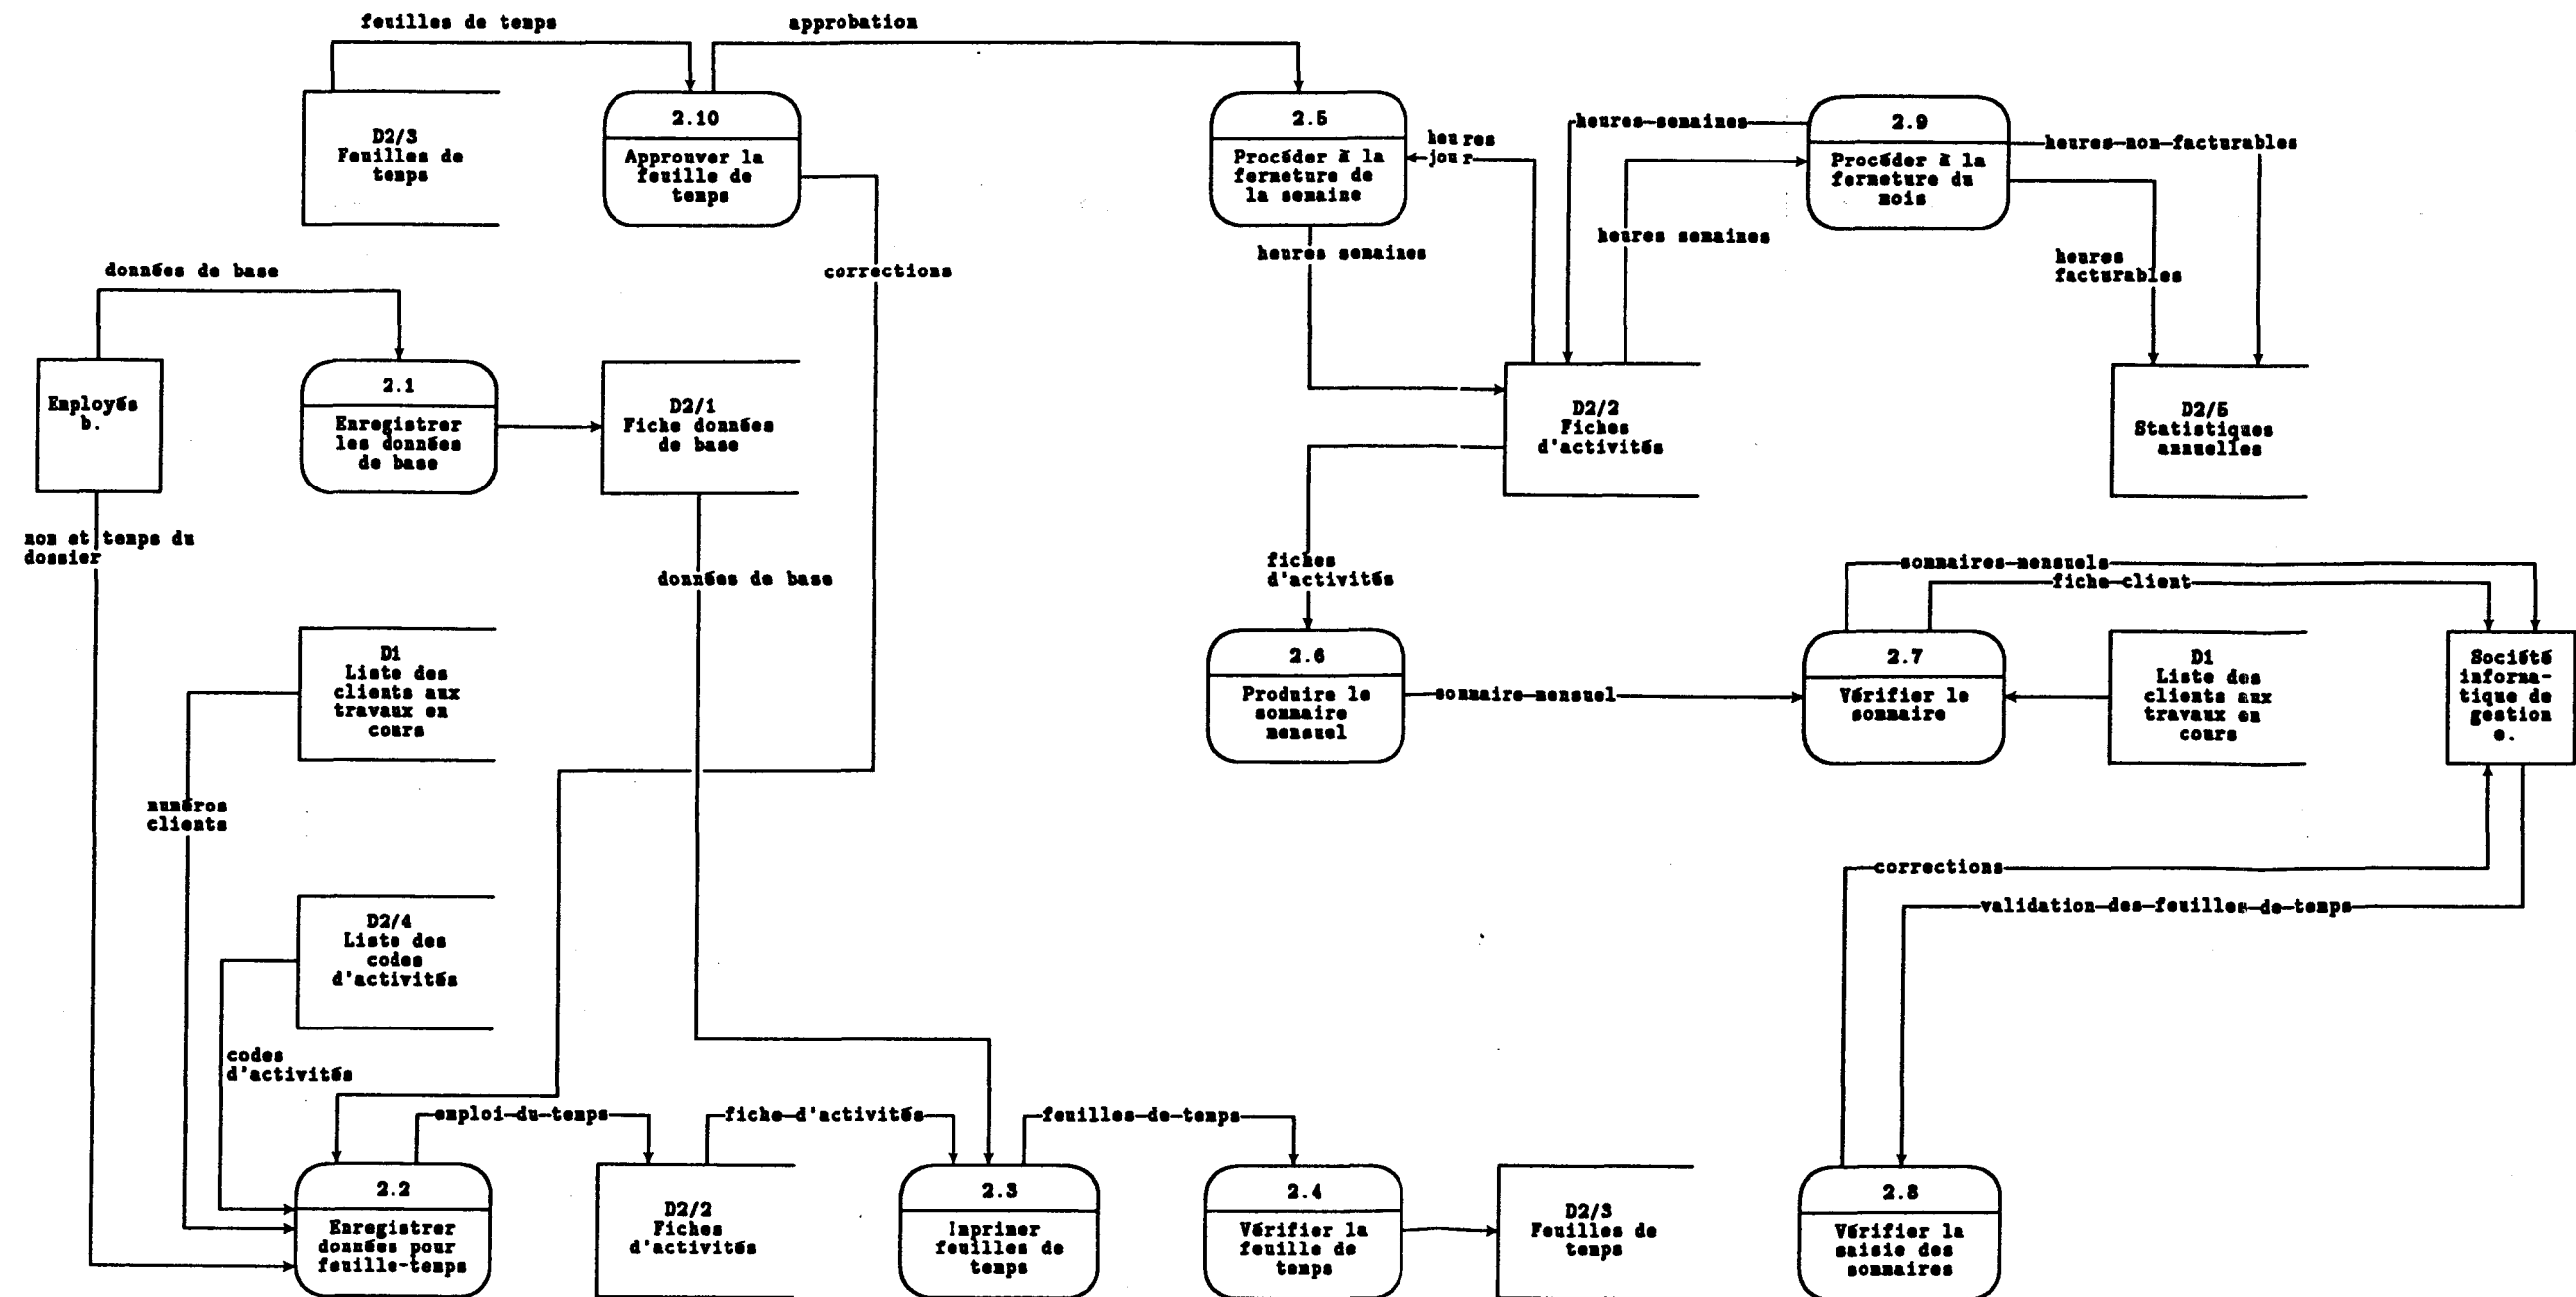 feuilles de temps
approbation
D2/3
Feuilles de
temps
2.10
Approuver la
feuille de
temps
2.5
Procéder à la
fermeture de
la semaine
heures
jour
heures semaines
2.9
Procéder à la
fermeture du
mois
heures non facturables
heures semaines
heures semaines
heures
facturables
données de base
corrections
Employés
b.
2.1
Enregistrer
les données
de base
D2/1
Fiche données
de base
D2/2
Fiches
d'activités
D2/5
Statistiques
annuelles
nom et temps du
dossier
données de base
fiches
d'activités
sommaires mensuels
fiche client
D1
Liste des
clients aux
travaux en
cours
2.6
Produire le
sommaire
mensuel
sommaire mensuel
2.7
Vérifier le
sommaire
D1
Liste des
clients aux
travaux en
cours
Société
informa-
tique de
gestion
e.
numéros
clients
corrections
validation des feuilles de temps
D2/4
Liste des
codes
d'activités
codes
d'activités
emploi du temps
fiche d'activités
feuilles de temps
2.2
Enregistrer
données pour
feuille-temps
D2/2
Fiches
d'activités
2.3
Imprimer
feuilles de
temps
2.4
Vérifier la
feuille de
temps
D2/3
Feuilles de
temps
2.8
Vérifier la
saisie des
sommaires